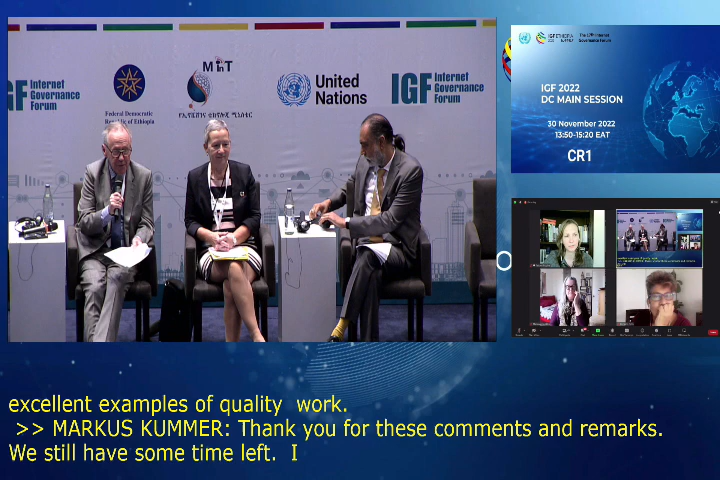 GF Internet
Governance
Forum
Federal Democratic
Republic of Ethiopia
MinT
United
Nations
IGF Internet
Governance
Forum
IGF 2022
DC MAIN SESSION
30 November 2022
13:50-15:20 EAT
CR1
excellent examples of quality work.
>> MARKUS KUMMER: Thank you for these comments and remarks.
We still have some time left. I